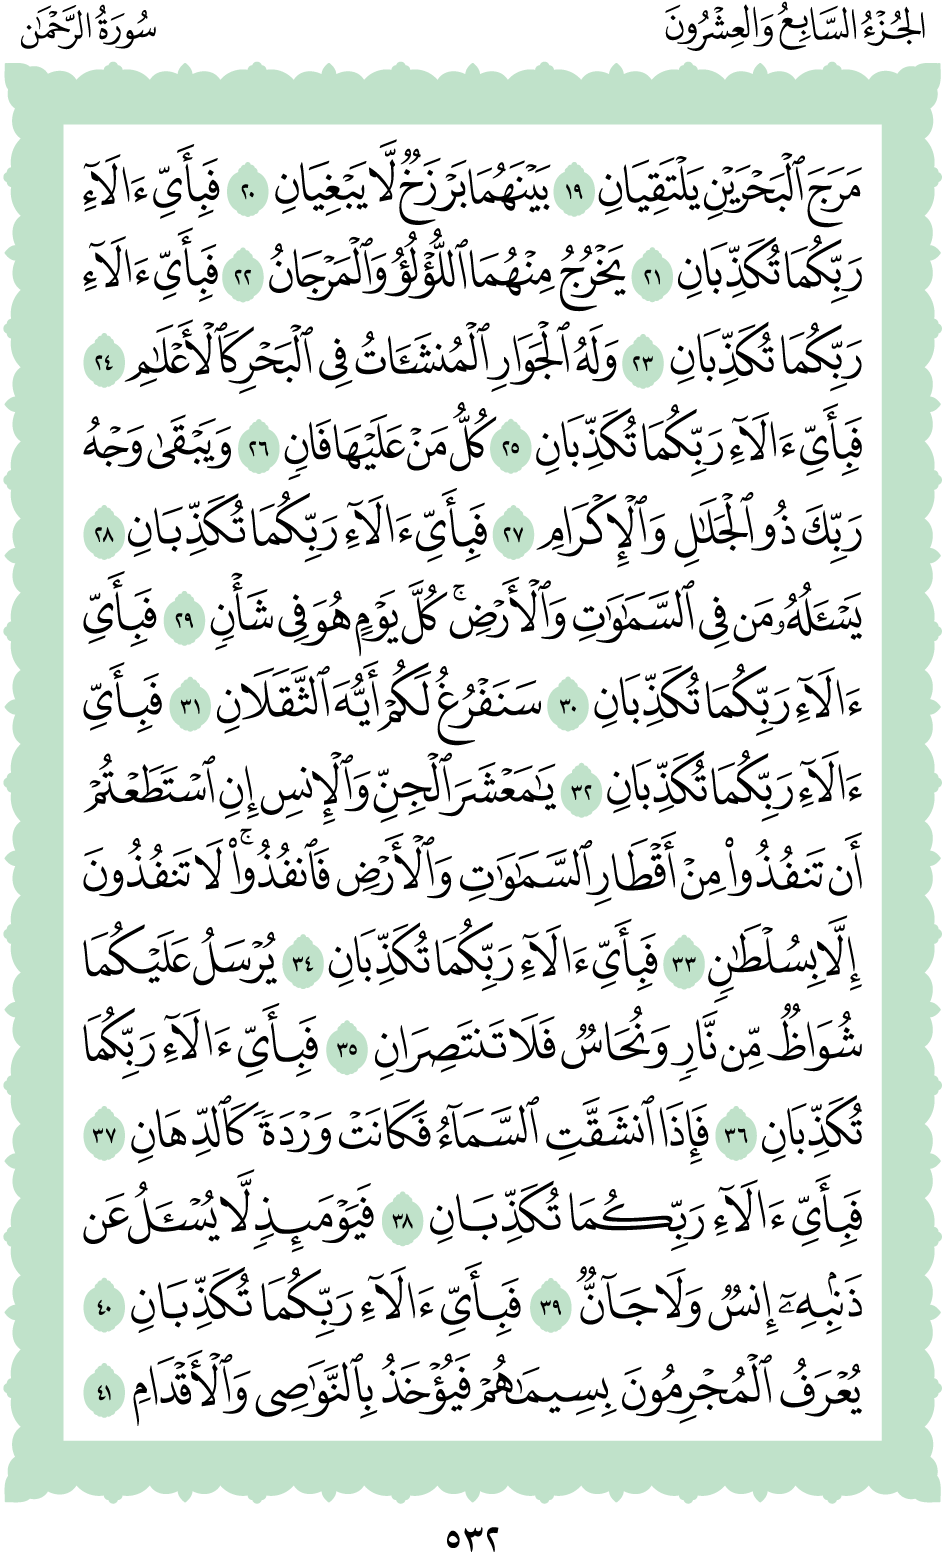 الجُزْءُ السَّابِعُ وَالعِشْرُونَ
سُورَةُ الرَّحْمَٰن
مَرَجَ ٱلْبَحْرَيْنِ يَلْتَقِيَانِ ١٩ بَيْنَهُمَا بَرْزَخٌ لَّا يَبْغِيَانِ ٢٠ فَبِأَيِّ ءَالَآءِ
رَبِّكُمَا تُكَذِّبَانِ ٢١ يَخْرُجُ مِنْهُمَا ٱللُّؤْلُؤُ وَٱلْمَرْجَانُ ٢٢ فَبِأَيِّ ءَالَآءِ
رَبِّكُمَا تُكَذِّبَانِ ٢٣ وَلَهُ ٱلْجَوَارِ ٱلْمُنشَـَٔاتُ فِي ٱلْبَحْرِ كَٱلْأَعْلَٰمِ ٢٤
فَبِأَيِّ ءَالَآءِ رَبِّكُمَا تُكَذِّبَانِ ٢٥ كُلُّ مَنْ عَلَيْهَا فَانٍ ٢٦ وَيَبْقَىٰ وَجْهُ
رَبِّكَ ذُو ٱلْجَلَٰلِ وَٱلْإِكْرَامِ ٢٧ فَبِأَيِّ ءَالَآءِ رَبِّكُمَا تُكَذِّبَانِ ٢٨
يَسْـَٔلُهُۥ مَن فِي ٱلسَّمَٰوَٰتِ وَٱلْأَرْضِۚ كُلَّ يَوْمٍ هُوَ فِي شَأْنٍ ٢٩ فَبِأَيِّ
ءَالَآءِ رَبِّكُمَا تُكَذِّبَانِ ٣٠ سَنَفْرُغُ لَكُمْ أَيُّهَ ٱلثَّقَلَانِ ٣١ فَبِأَيِّ
ءَالَآءِ رَبِّكُمَا تُكَذِّبَانِ ٣٢ يَٰمَعْشَرَ ٱلْجِنِّ وَٱلْإِنسِ إِنِ ٱسْتَطَعْتُمْ
أَن تَنفُذُوا۟ مِنْ أَقْطَارِ ٱلسَّمَٰوَٰتِ وَٱلْأَرْضِ فَٱنفُذُوا۟ۚ لَا تَنفُذُونَ
إِلَّا بِسُلْطَٰنٍ ٣٣ فَبِأَيِّ ءَالَآءِ رَبِّكُمَا تُكَذِّبَانِ ٣٤ يُرْسَلُ عَلَيْكُمَا
شُوَاظٌ مِّن نَّارٍ وَنُحَاسٌ فَلَا تَنتَصِرَانِ ٣٥ فَبِأَيِّ ءَالَآءِ رَبِّكُمَا
تُكَذِّبَانِ ٣٦ فَإِذَا ٱنشَقَّتِ ٱلسَّمَآءُ فَكَانَتْ وَرْدَةً كَٱلدِّهَانِ ٣٧
فَبِأَيِّ ءَالَآءِ رَبِّكُمَا تُكَذِّبَانِ ٣٨ فَيَوْمَئِذٍ لَّا يُسْـَٔلُ عَن
ذَنۢبِهِۦٓ إِنسٌ وَلَا جَآنٌّ ٣٩ فَبِأَيِّ ءَالَآءِ رَبِّكُمَا تُكَذِّبَانِ ٤٠
يُعْرَفُ ٱلْمُجْرِمُونَ بِسِيمَٰهُمْ فَيُؤْخَذُ بِٱلنَّوَٰصِي وَٱلْأَقْدَامِ ٤١
٥٣٢